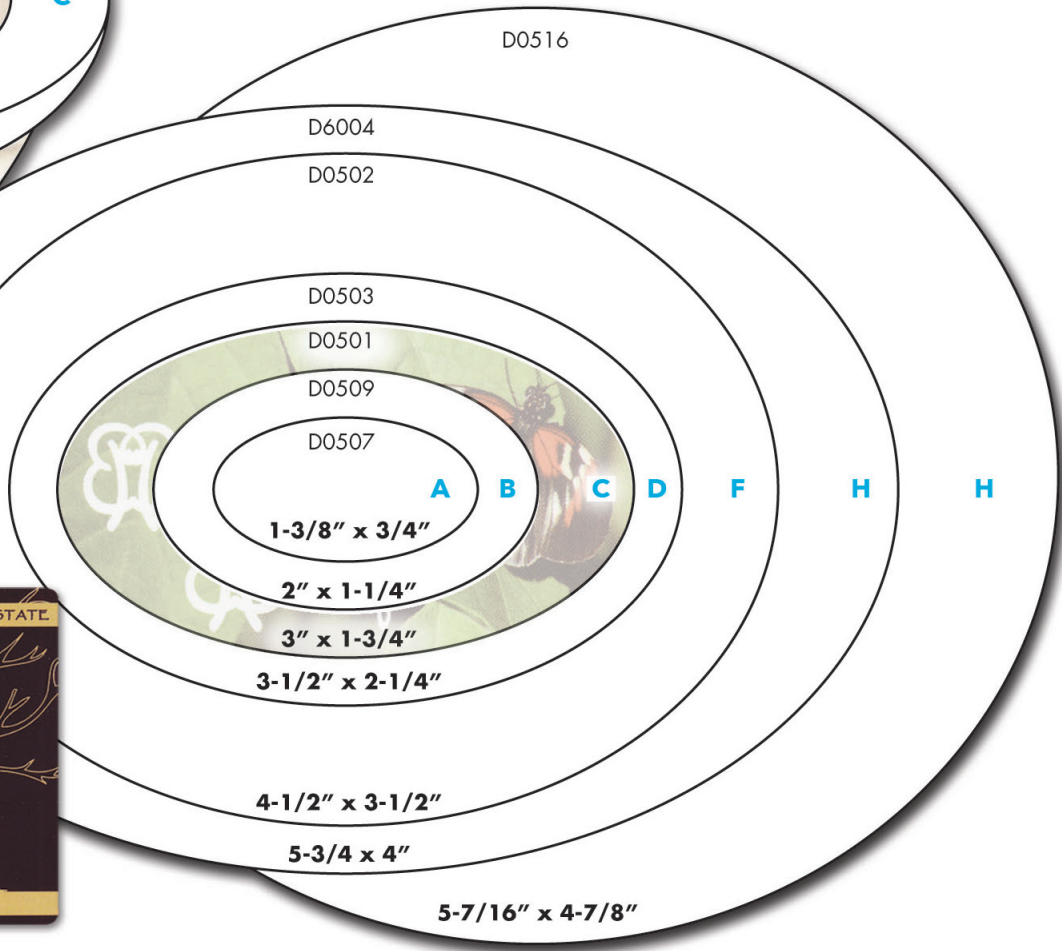 C
D0516
D6004
D0502
D0503
D0501
D0509
D0507
A B C D F H H
1-3/8" x 3/4"
2" x 1-1/4"
3" x 1-3/4"
3-1/2" x 2-1/4"
4-1/2" x 3-1/2"
5-3/4 x 4"
5-7/16" x 4-7/8"
STATE